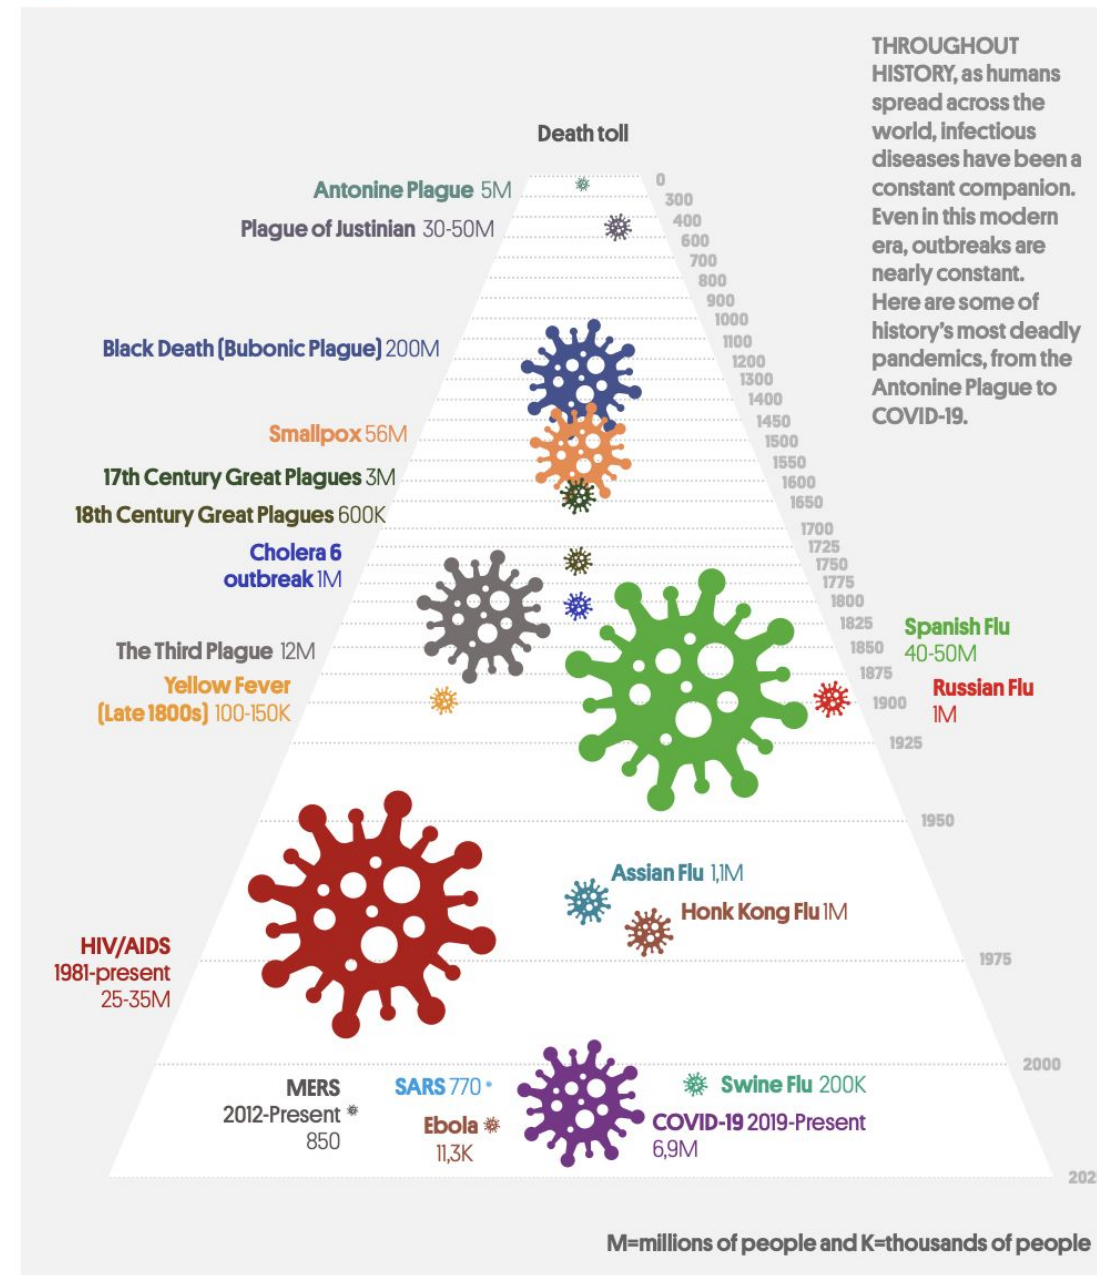 THROUGHOUT
HISTORY, as humans
spread across the
world, infectious
diseases have been a
constant companion.
Even in this modern
era, outbreaks are
nearly constant.
Here are some of
history's most deadly
pandemics, from the
Antonine Plague to
COVID-19.
Death toll
Antonine Plague 5M
0
300
Plague of Justinian 30-50M
400
600
700
800
900
1000
1100
Black Death (Bubonic Plague) 200M
1200
1300
1400
1450
Smallpox 56M
1500
1550
17th Century Great Plagues 3M
1600
1650
18th Century Great Plagues 600K
1700
1725
Cholera 6
outbreak 1M
1750
1775
1800
1825
Spanish Flu
40-50M
1850
The Third Plague 12M
1875
Yellow Fever
(Late 1800s) 100-150K
Russian Flu
1M
1900
1925
1950
Assian Flu 1,1M
Honk Kong Flu 1M
HIV/AIDS
1981-present
25-35M
1975
2000
MERS
2012-Present
850
SARS 770
Ebola
11,3K
Swine Flu 200K
COVID-19 2019-Present
6,9M
M=millions of people and K=thousands of people